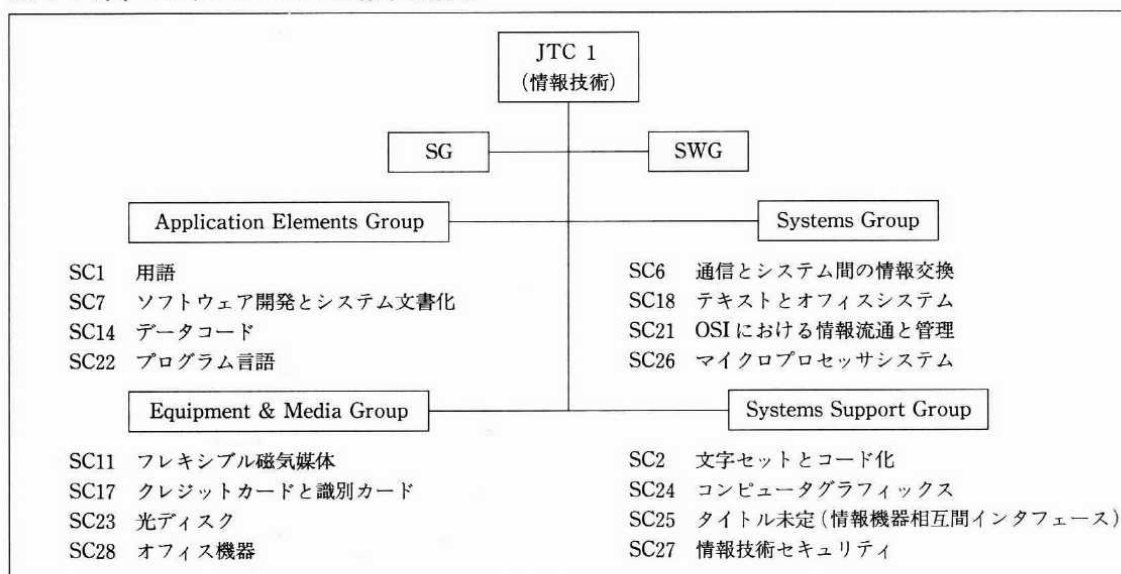 JTC 1
(情報技術)
SG
SWG
Application Elements Group
SC1 用語
SC7 ソフトウェア開発とシステム文書化
SC14 データコード
SC22 プログラム言語
Systems Group
SC6 通信とシステム間の情報交換
SC18 テキストとオフィスシステム
SC21 OSIにおける情報流通と管理
SC26 マイクロプロセッサシステム
Equipment & Media Group
SC11 フレキシブル磁気媒体
SC17 クレジットカードと識別カード
SC23 光ディスク
SC28 オフィス機器
Systems Support Group
SC2 文字セットとコード化
SC24 コンピュータグラフィックス
SC25 タイトル未定(情報機器相互間インタフェース)
SC27 情報技術セキュリティ